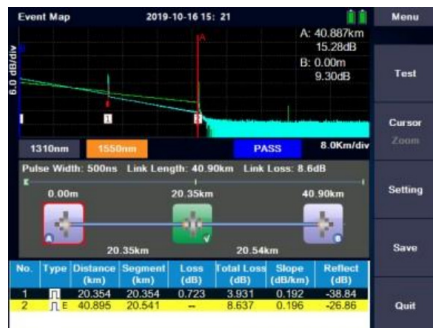 Event Map 2019-10-16 15: 21 Menu
A: 40.887km
15.28dB
B: 0.00m
9.30dB
6.0 dB/div
A
1 2
Test
Cursor
Zoom
1310nm 1550nm PASS 8.0Km/div
Pulse Width: 500ns Link Length: 40.90km Link Loss: 8.6dB
0.00m 20.35km 40.90km
A B
20.35km 20.54km
Setting
Save
No. Type Distance (km) Segment (km) Loss (dB) Total Loss (dB) Slope (dB/km) Reflect (dB)
1 20.354 20.354 0.723 3.931 0.192 -38.84
2 E 40.895 20.541 -- 8.637 0.196 -26.86
Quit